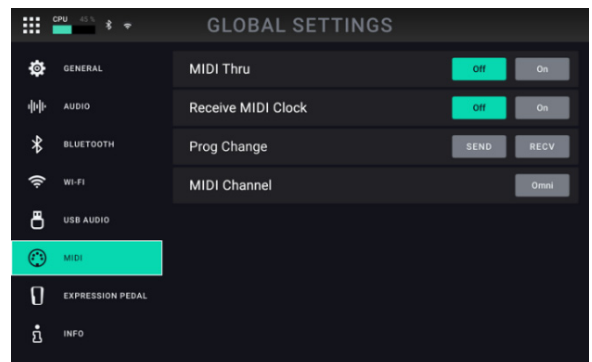 CPU 45 % GLOBAL SETTINGS
GENERAL MIDI Thru Off On
AUDIO Receive MIDI Clock Off On
BLUETOOTH Prog Change SEND RECV
WI-FI MIDI Channel Omni
USB AUDIO
MIDI
EXPRESSION PEDAL
INFO